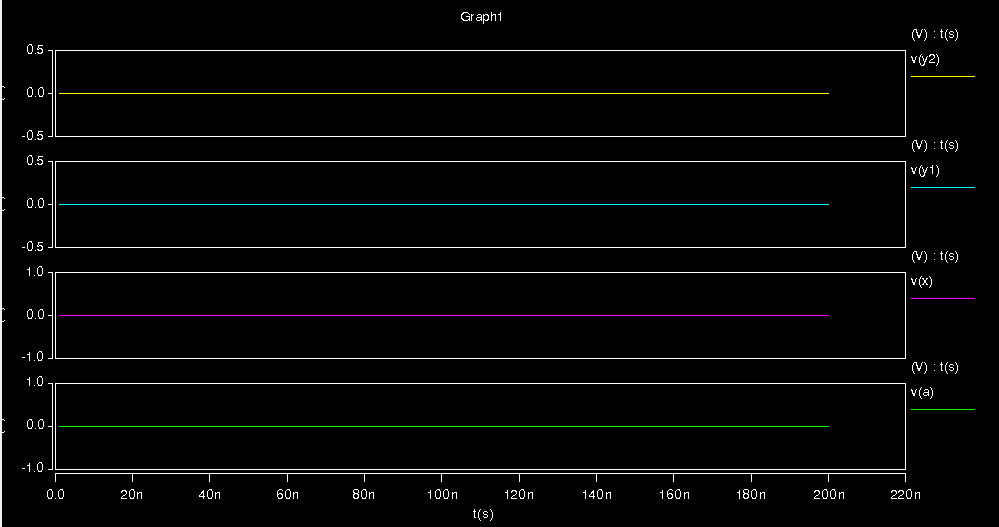 Graph1
(V) : t(s)
v(y2)
0.5
0.0
-0.5
(V) : t(s)
v(y1)
0.5
0.0
-0.5
(V) : t(s)
v(x)
1.0
0.0
-1.0
(V) : t(s)
v(a)
1.0
0.0
-1.0
0.0 20n 40n 60n 80n 100n 120n 140n 160n 180n 200n 220n
t(s)